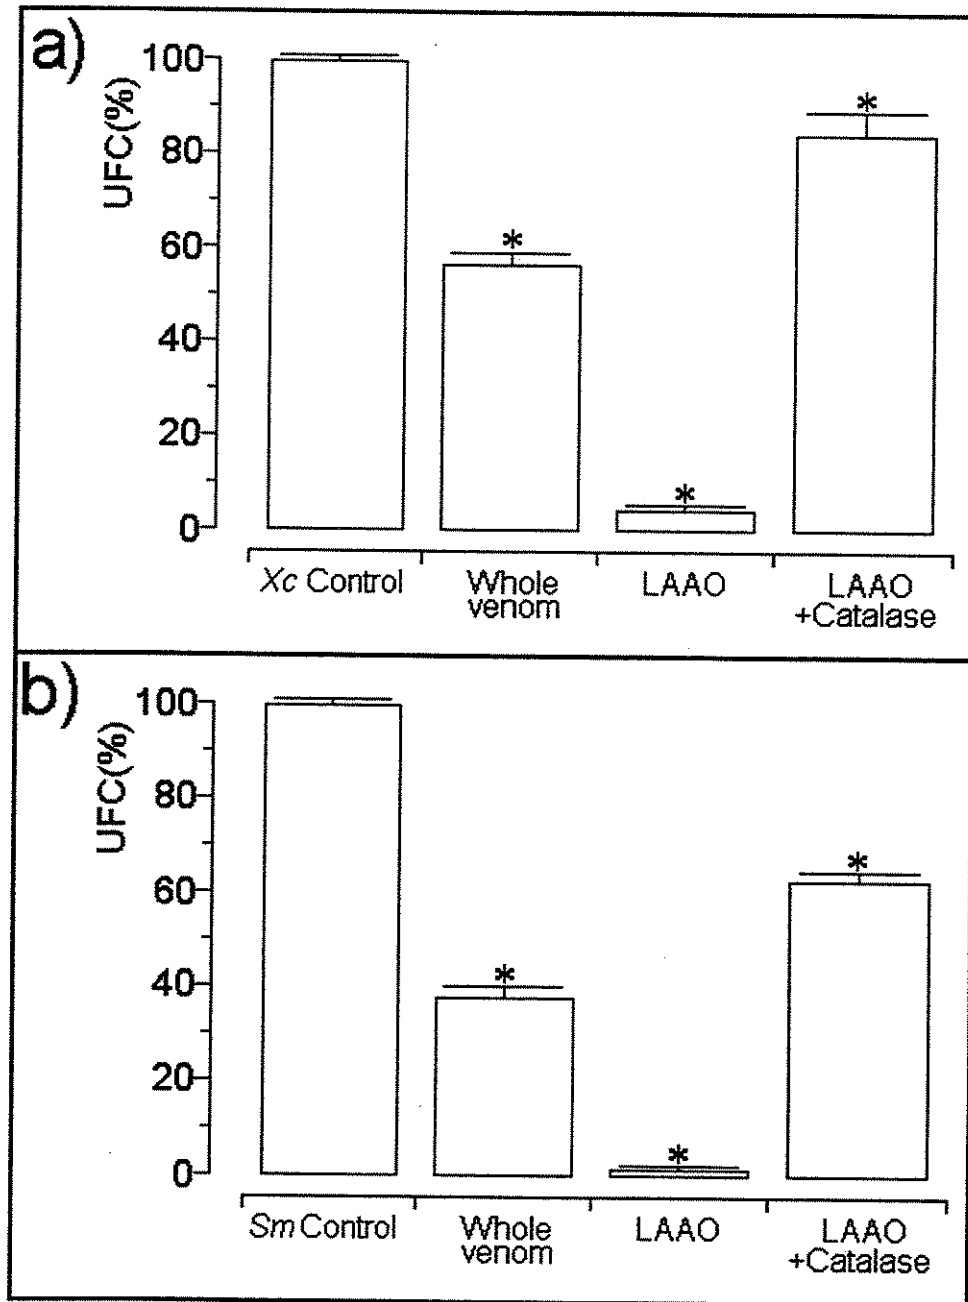 a)
UFC(%)
100
80
60
40
20
0
*
*
*
*
Xc Control
Whole
venom
LAAO
LAAO
+Catalase
b)
UFC(%)
100
80
60
40
20
0
*
*
*
*
Sm Control
Whole
venom
LAAO
LAAO
+Catalase